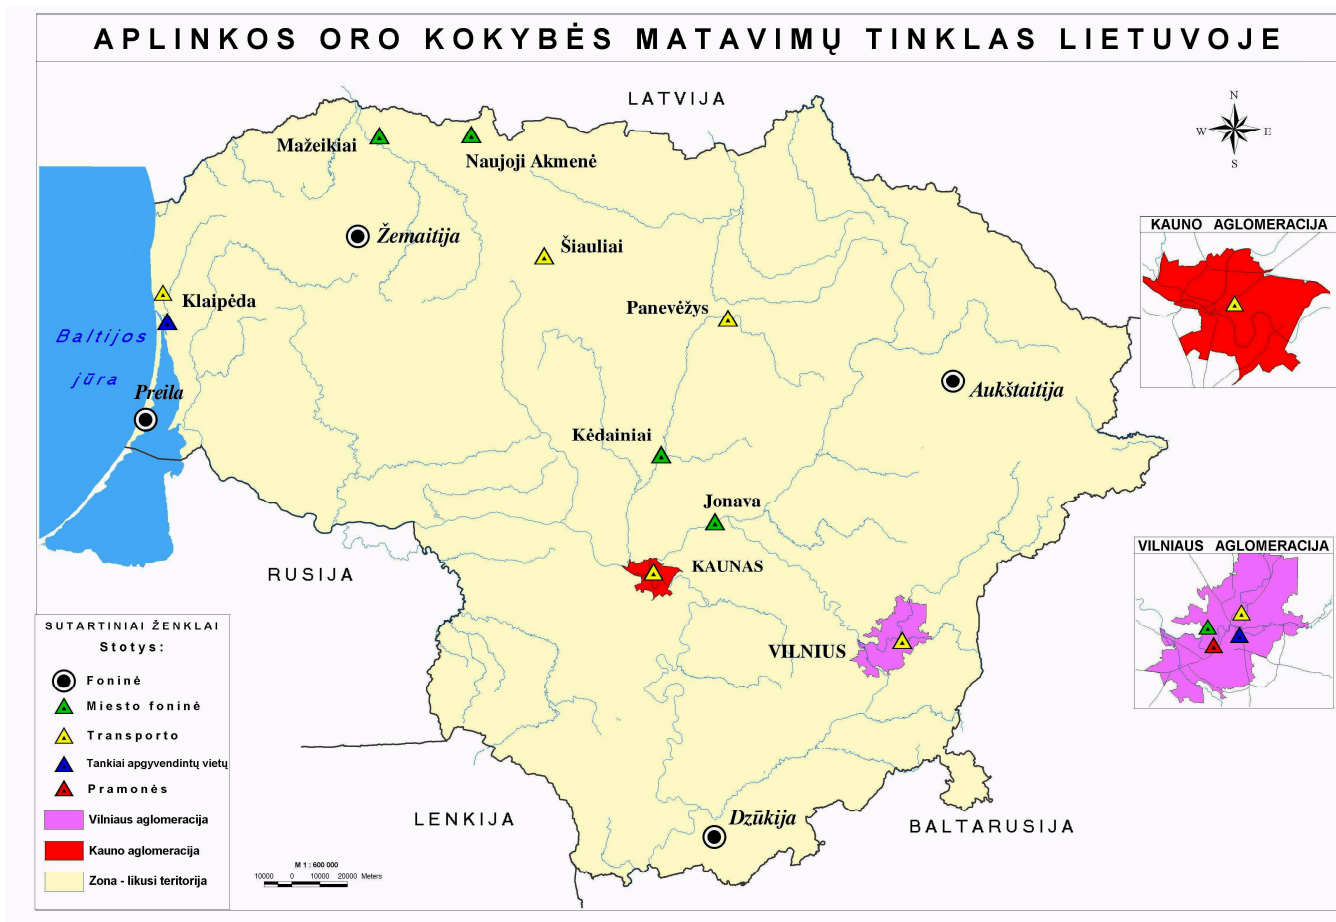 APLINKOS ORO KOKYBĖS MATAVIMŲ TINKLAS LIETUVOJE
LATVIJA
N
W E
S
Mažeikiai
Naujoji Akmenė
Žemaitija
Šiauliai
KAUNO AGLOMERACIJA
Klaipėda
Panevėžys
Baltijos
jūra
Preila
Aukštaitija
Kėdainiai
Jonava
KAUNAS
RUSIJA
VILNIAUS AGLOMERACIJA
VILNIUS
SUTARTINIAI ŽENKLAI
Stotys:
Foninė
Miesto foninė
Transporto
Tankiai apgyvendintų vietų
Pramonės
Vilniaus aglomeracija
Kauno aglomeracija
Zona - likusi teritorija
LENKIJA
Dzūkija
BALTARUSIJA
M 1 : 600 000
10000 0 10000 20000 Meters